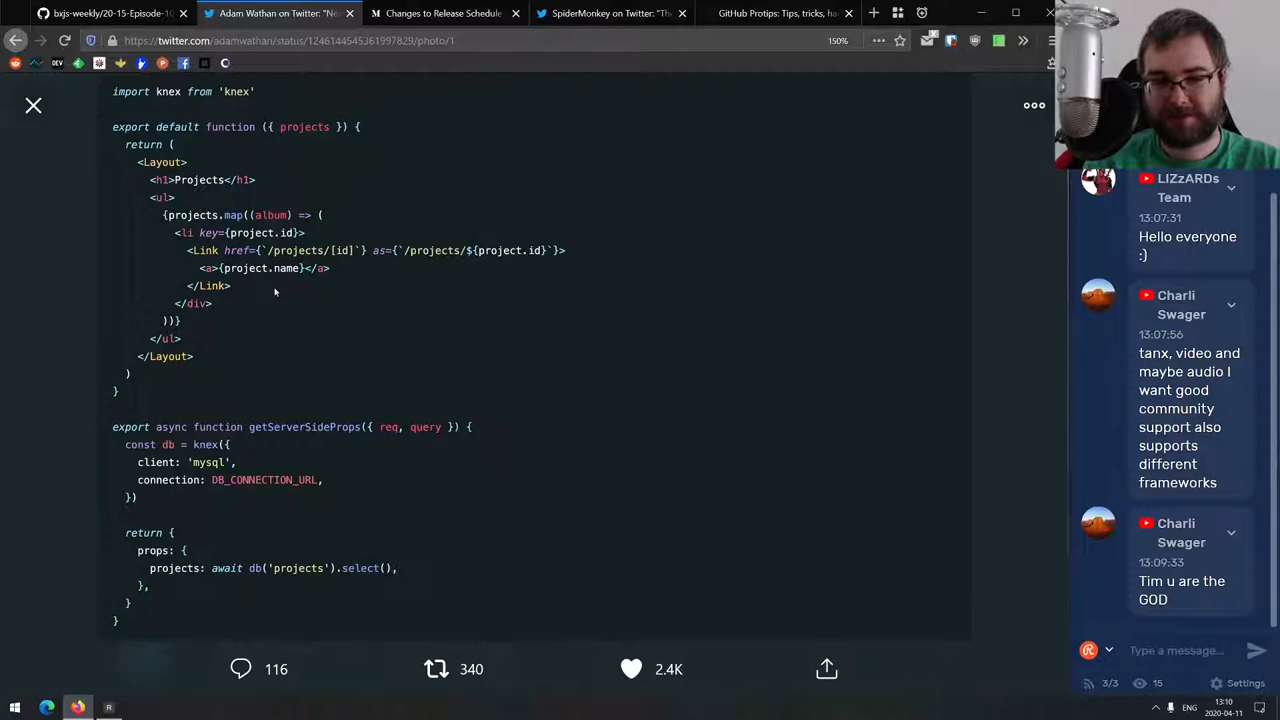 bxjs-weekly/20-15-Episode-10
Adam Wathan on Twitter: "Ne
Changes to Release Schedule
SpiderMonkey on Twitter: "Th
GitHub Protips: Tips, tricks, ha
https://twitter.com/adamwathan/status/1246144545361997829/photo/1
150%
import knex from 'knex'
export default function ({ projects }) {
return (
<Layout>
<h1>Projects</h1>
<ul>
{projects.map((album) => (
<li key={project.id}>
<Link href={`/projects/[id]`} as={`/projects/${project.id}`}>
<a>{project.name}</a>
</Link>
</div>
))}
</ul>
</Layout>
)
}
export async function getServerSideProps({ req, query }) {
const db = knex({
client: 'mysql',
connection: DB_CONNECTION_URL,
})
return {
props: {
projects: await db('projects').select(),
},
}
}
116
340
2.4K
LIZzARDs
Team
13:07:31
Hello everyone
:)
Charli
Swager
13:07:56
tanx, video and
maybe audio I
want good
community
support also
supports
different
frameworks
Charli
Swager
13:09:33
Tim u are the
GOD
Type a message...
3/3
15
Settings
ENG
13:10
2020-04-11